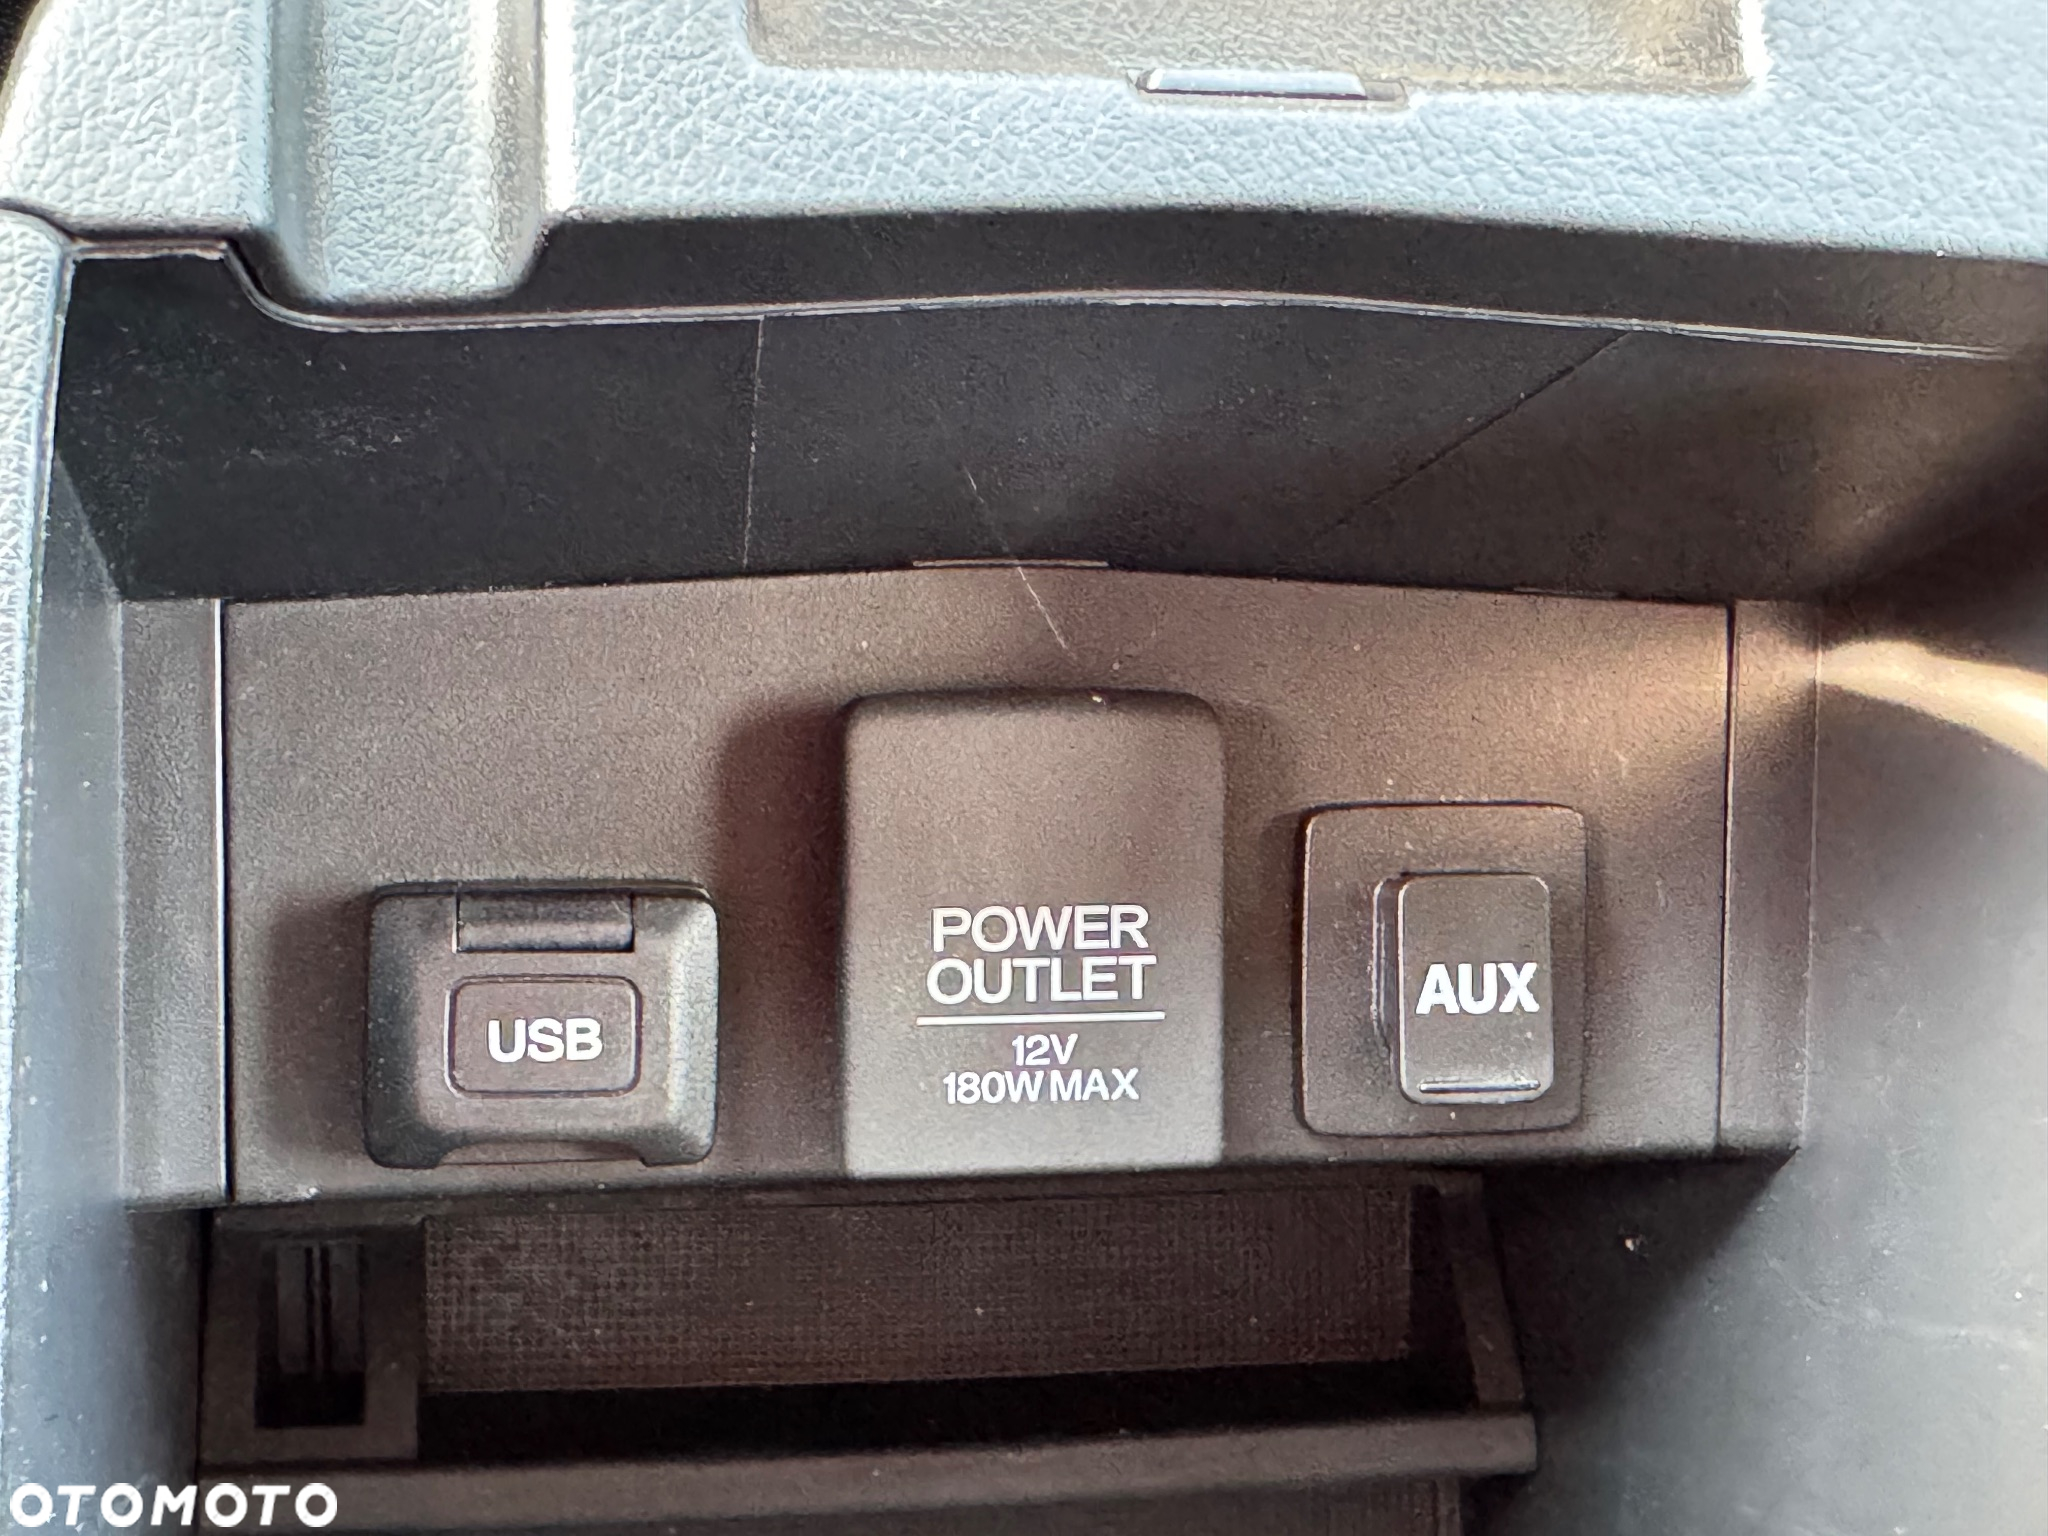 USB
POWER
OUTLET
12V
180W MAX
AUX
OTOMOTO